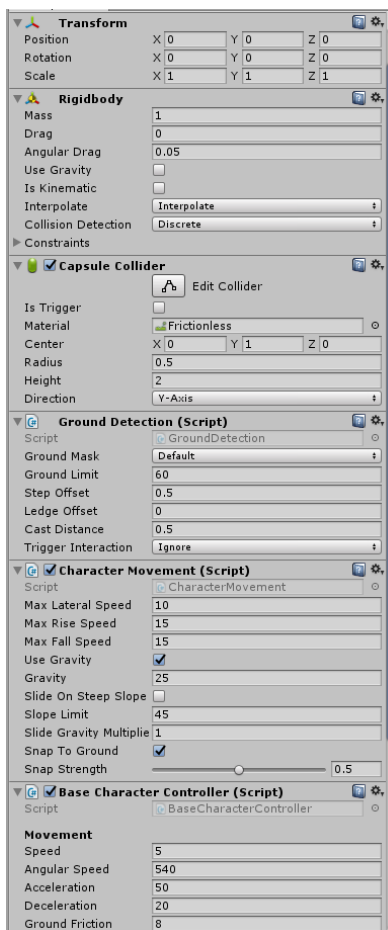 Transform
Position X 0 Y 0 Z 0
Rotation X 0 Y 0 Z 0
Scale X 1 Y 1 Z 1
Rigidbody
Mass 1
Drag 0
Angular Drag 0.05
Use Gravity
Is Kinematic
Interpolate Interpolate
Collision Detection Discrete
Constraints
Capsule Collider
Edit Collider
Is Trigger
Material Frictionless
Center X 0 Y 1 Z 0
Radius 0.5
Height 2
Direction Y-Axis
Ground Detection (Script)
Script GroundDetection
Ground Mask Default
Ground Limit 60
Step Offset 0.5
Ledge Offset 0
Cast Distance 0.5
Trigger Interaction Ignore
Character Movement (Script)
Script CharacterMovement
Max Lateral Speed 10
Max Rise Speed 15
Max Fall Speed 15
Use Gravity
Gravity 25
Slide On Steep Slope
Slope Limit 45
Slide Gravity Multiplie 1
Snap To Ground
Snap Strength 0.5
Base Character Controller (Script)
Script BaseCharacterController
Movement
Speed 5
Angular Speed 540
Acceleration 50
Deceleration 20
Ground Friction 8